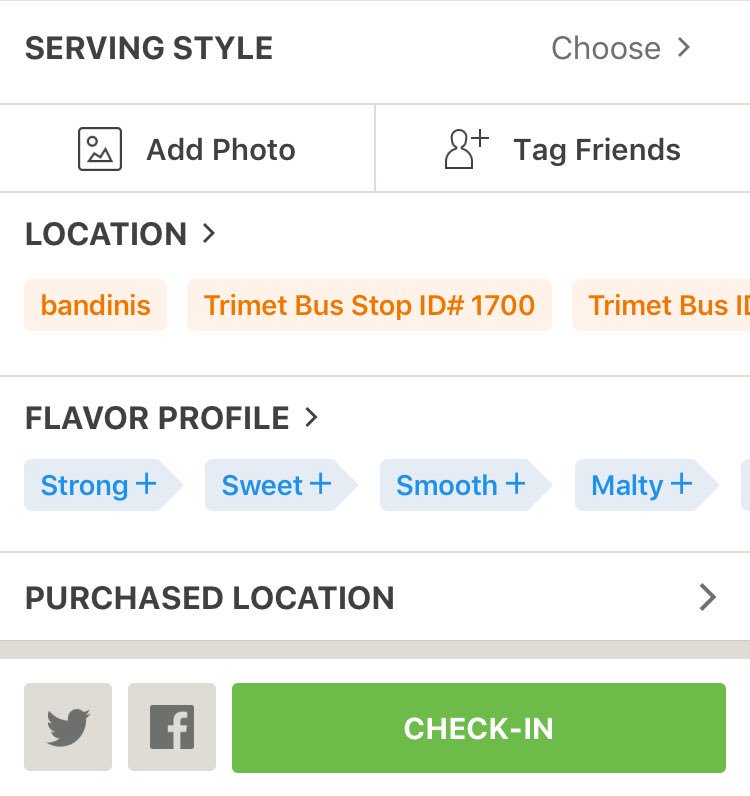 SERVING STYLE Choose
Add Photo Tag Friends
LOCATION
bandinis Trimet Bus Stop ID# 1700 Trimet Bus
FLAVOR PROFILE
Strong + Sweet + Smooth + Malty +
PURCHASED LOCATION
CHECK-IN